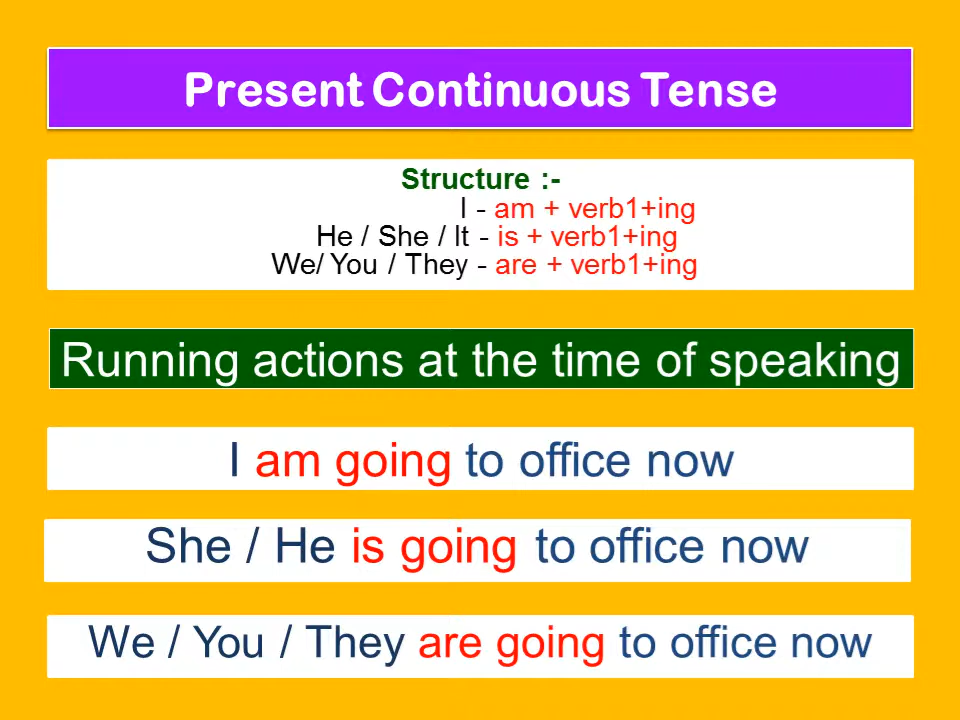 Present Continuous Tense
Structure :-
I - am + verb1+ing
He / She / It - is + verb1+ing
We/ You / They - are + verb1+ing
Running actions at the time of speaking
I am going to office now
She / He is going to office now
We / You / They are going to office now